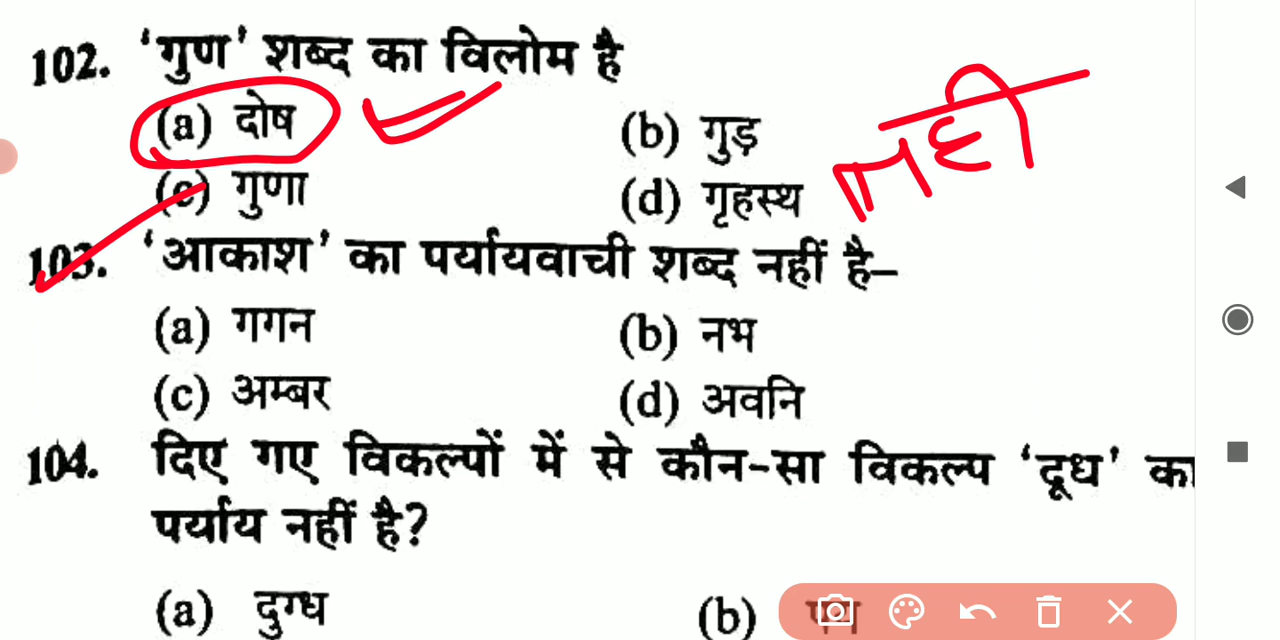 102. 'गुण' शब्द का विलोम है
(a) दोष (b) गुड़
(c) गुणा (d) गृहस्थ
नही
103. 'आकाश' का पर्यायवाची शब्द नहीं है–
(a) गगन (b) नभ
(c) अम्बर (d) अवनि
104. दिए गए विकल्पों में से कौन-सा विकल्प 'दूध' का
पर्याय नहीं है?
(a) दुग्ध (b)